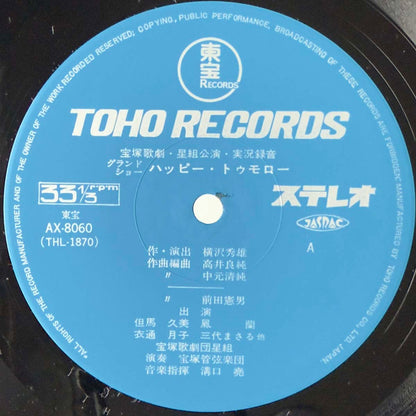 *ALL RIGHTS OF THE RECORD MANUFACTURER AND OF THE OWNER OF THE WORK RECORDED RESERVED; COPYING, PUBLIC PERFORMANCE, BROADCASTING OF THESE RECORDS ARE FORBIDDEN MANUFACTURED BY TOHO RECORDS CO., LTD. JAPAN.*
東宝
RECORDS
TOHO RECORDS
宝塚歌劇・星組公演・実況録音
グランド
ショー ハッピー・トゥモロー
33 1/3 rpm
ステレオ
東宝
AX-8060
(THL-1870)
JASRAC
A
作・演出 横沢秀雄
作曲編曲 高井良純
〃 中元清純
〃 前田憲男
出演
但馬久美 鳳蘭
衣通月子 三代まさる他
宝塚歌劇団星組
演奏 宝塚管弦楽団
音楽指揮 溝口堯